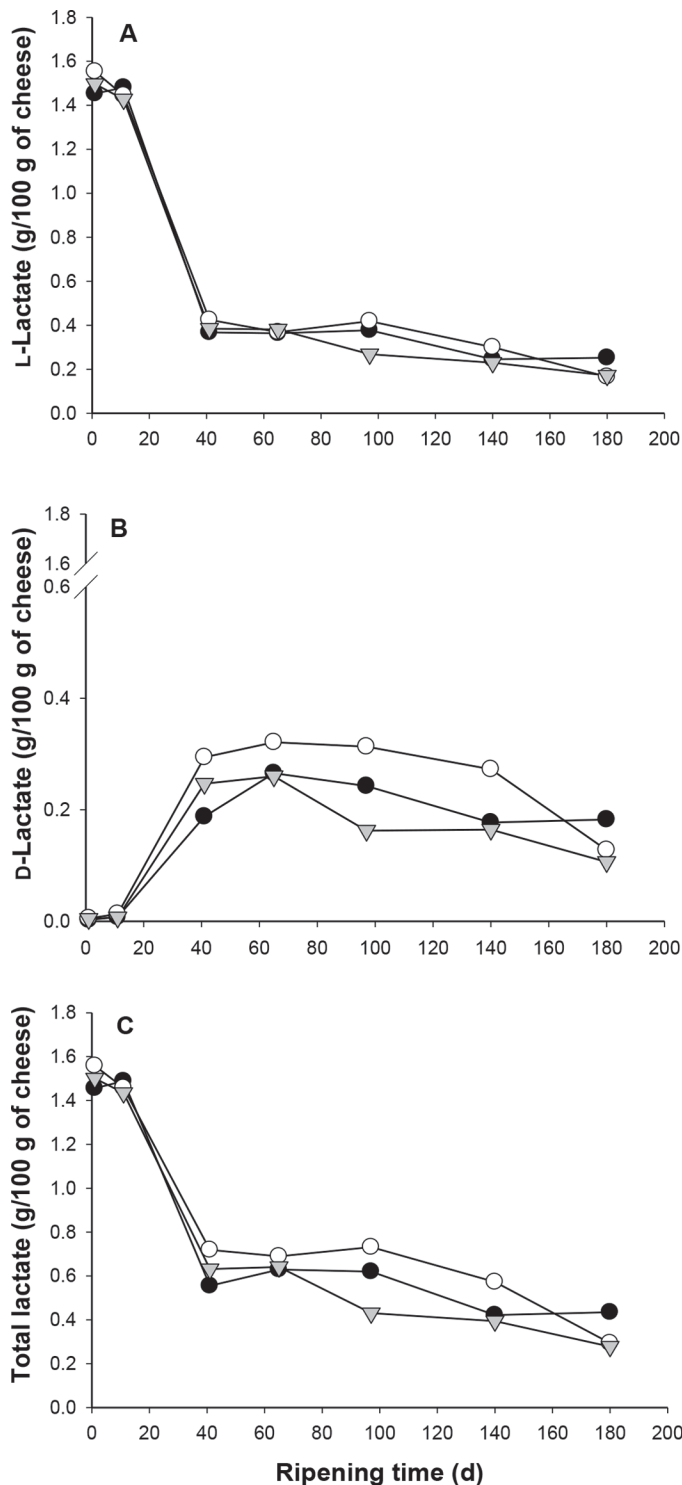 A
L-Lactate (g/100 g of cheese)
1.8
1.6
1.4
1.2
1.0
0.8
0.6
0.4
0.2
0.0
0 20 40 60 80 100 120 140 160 180 200
B
D-Lactate (g/100 g of cheese)
1.8
1.6
0.6
0.4
0.2
0.0
0 20 40 60 80 100 120 140 160 180 200
C
Total lactate (g/100 g of cheese)
1.8
1.6
1.4
1.2
1.0
0.8
0.6
0.4
0.2
0.0
0 20 40 60 80 100 120 140 160 180 200
Ripening time (d)